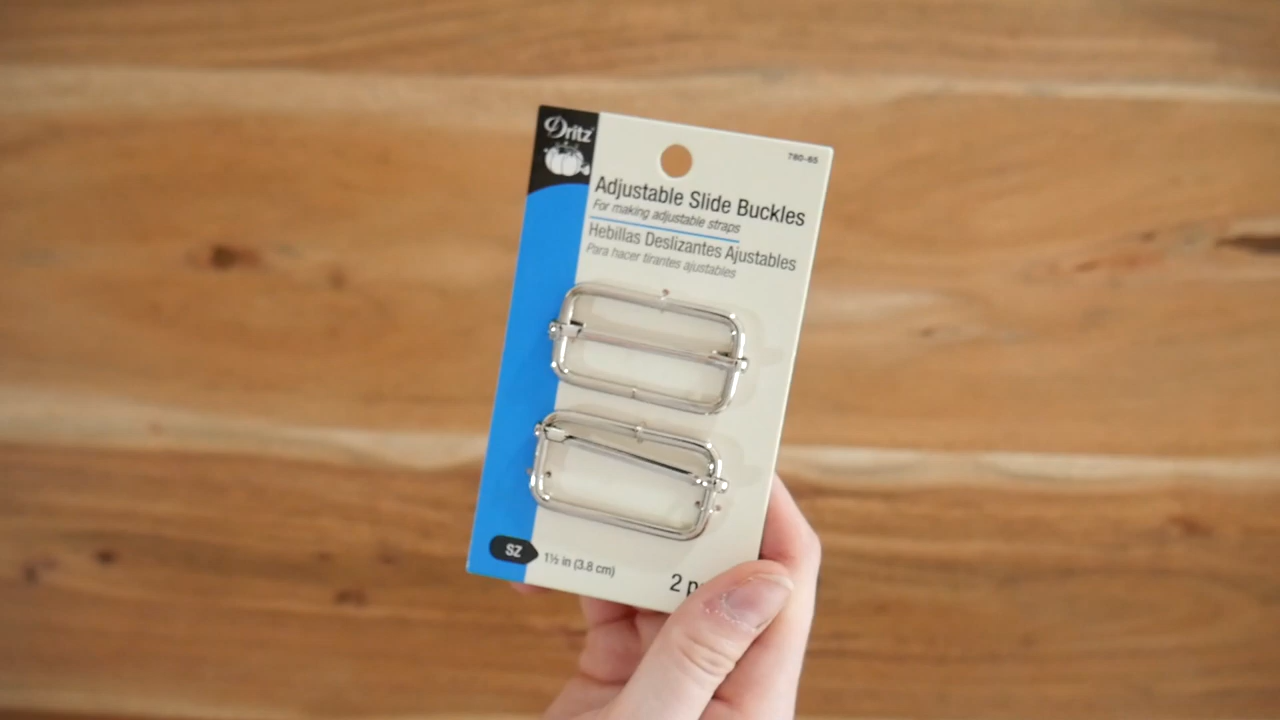 Dritz
780-65
Adjustable Slide Buckles
For making adjustable straps
Hebillas Deslizantes Ajustables
Para hacer tirantes ajustables
SZ
1½ in (3.8 cm)
2